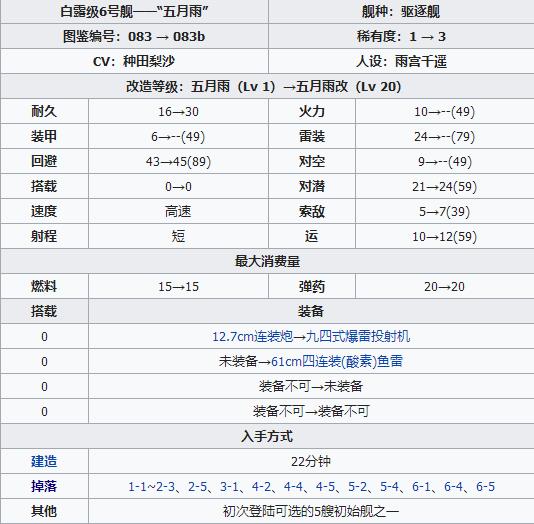 白露级6号舰——“五月雨” 舰种：驱逐舰
图鉴编号：083 → 083b 稀有度：1 → 3
CV：种田梨沙 人设：雨宫千遥
改造等级：五月雨（Lv 1）→五月雨改（Lv 20）
耐久 16→30 火力 10→--(49)
装甲 6→--(49) 雷装 24→--(79)
回避 43→45(89) 对空 9→--(49)
搭载 0→0 对潜 21→24(59)
速度 高速 索敌 5→7(39)
射程 短 运 10→12(59)
最大消费量
燃料 15→15 弹药 20→20
搭载 装备
0 12.7cm连装炮→九四式爆雷投射机
0 未装备→61cm四连装(酸素)鱼雷
0 装备不可→未装备
0 装备不可→装备不可
入手方式
建造 22分钟
掉落 1-1~2-3、2-5、3-1、4-2、4-4、4-5、5-2、5-4、6-1、6-4、6-5
其他 初次登陆可选的5艘初始舰之一